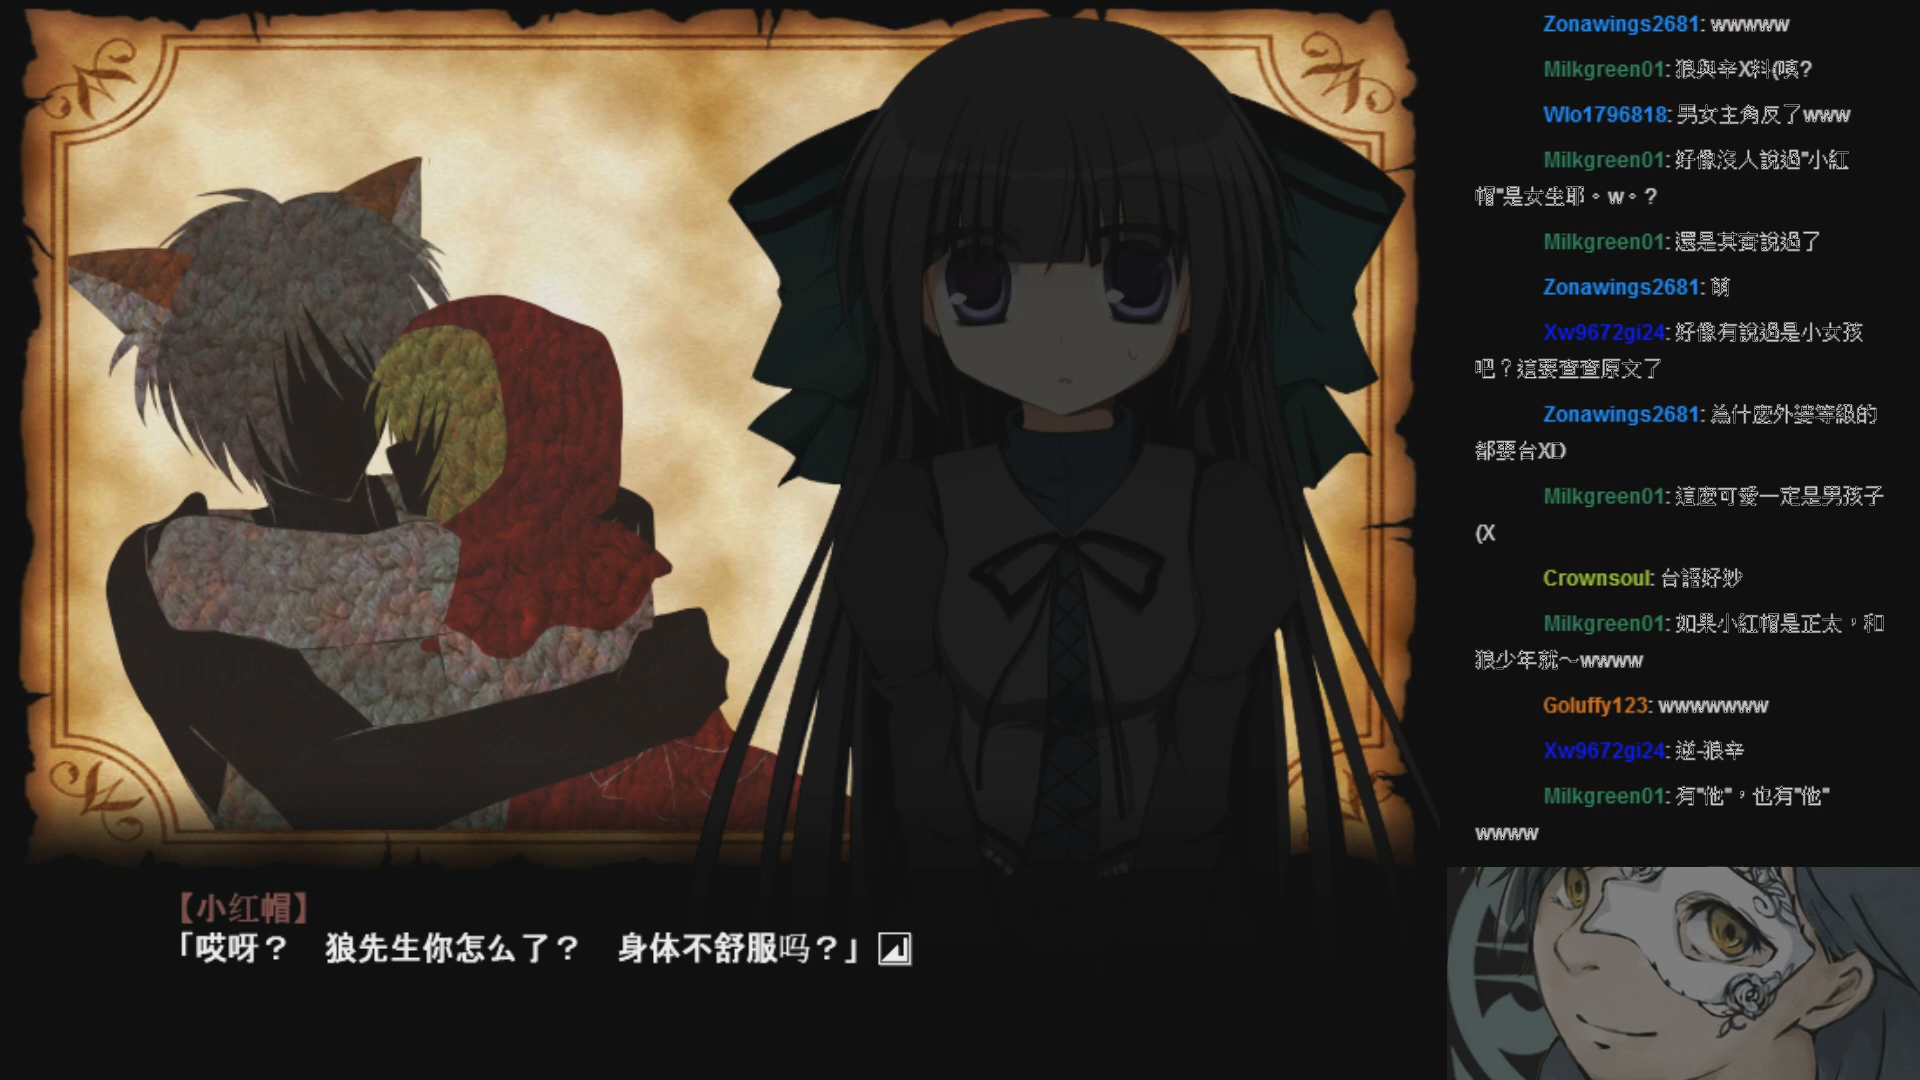 Zonawings2681: wwwww
Milkgreen01: 狼與辛X料(咦?
Wlo1796818: 男女主角反了www
Milkgreen01: 好像沒人說過"小紅
帽"是女生耶。w。?
Milkgreen01: 還是其實說過了
Zonawings2681: 萌
Xw9672gi24: 好像有說過是小女孩
吧？這要查查原文了
Zonawings2681: 為什麼外婆等級的
都要台XD
Milkgreen01: 這麼可愛一定是男孩子
(X
Crownsoul: 台語好妙
Milkgreen01: 如果小紅帽是正太，和
狼少年就～wwww
Goluffy123: wwwwwww
Xw9672gi24: 逆-狼辛
Milkgreen01: 有"他"，也有"他"
wwww
【小红帽】
「哎呀？　狼先生你怎么了？　身体不舒服吗？」